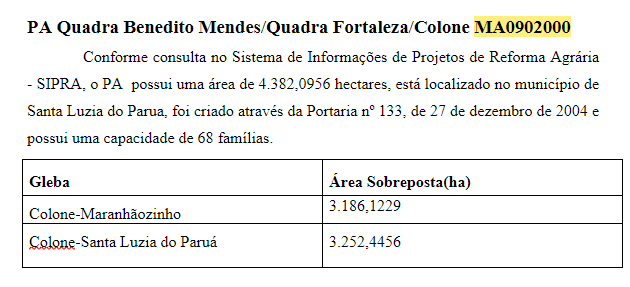 PA Quadra Benedito Mendes/Quadra Fortaleza/Colone MA0902000
Conforme consulta no Sistema de Informações de Projetos de Reforma Agrária
- SIPRA, o PA possui uma área de 4.382,0956 hectares, está localizado no município de
Santa Luzia do Parua, foi criado através da Portaria nº 133, de 27 de dezembro de 2004 e
possui uma capacidade de 68 famílias.
Gleba Área Sobreposta(ha)
Colone-Maranhãozinho 3.186,1229
Colone-Santa Luzia do Paruá 3.252,4456